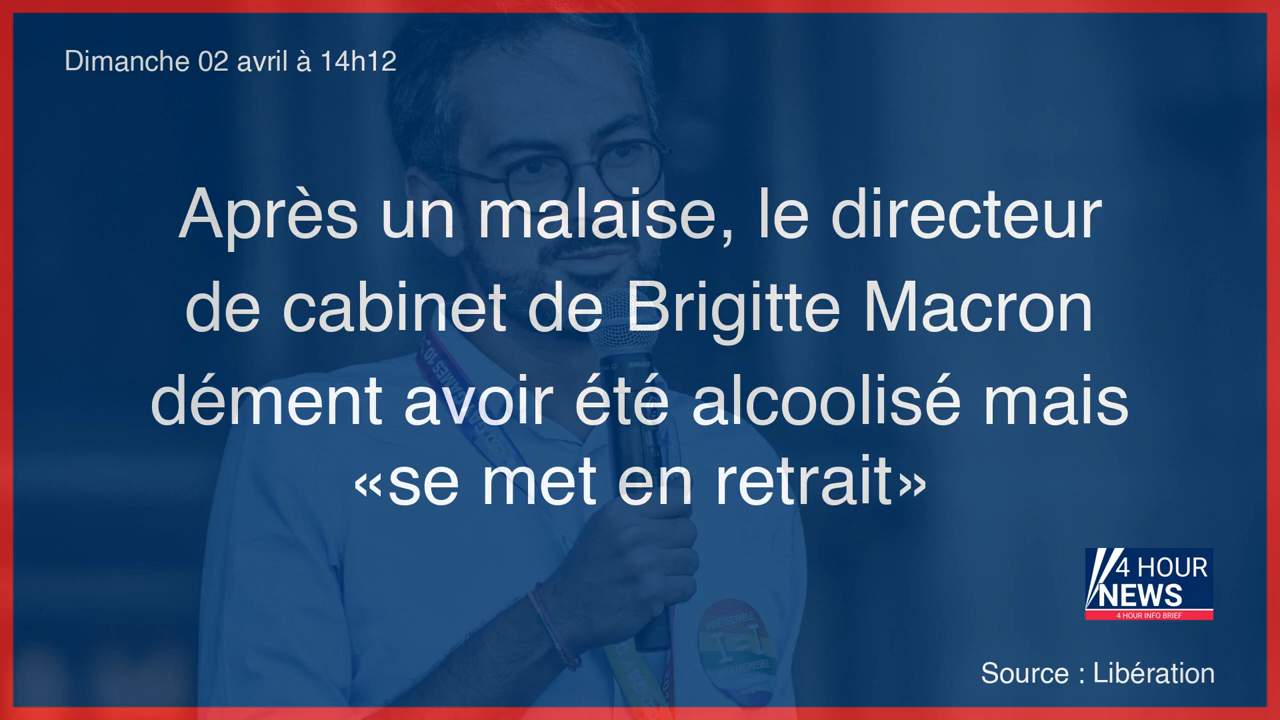 Dimanche 02 avril à 14h12
Après un malaise, le directeur
de cabinet de Brigitte Macron
dément avoir été alcoolisé mais
«se met en retrait»
4 HOUR
NEWS
4 HOUR INFO BRIEF
Source : Libération